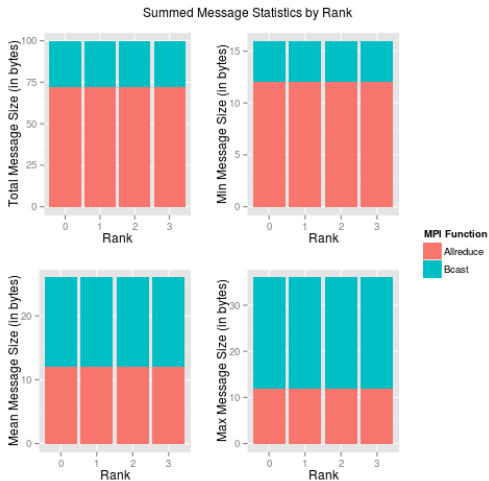 Summed Message Statistics by Rank
Total Message Size (in bytes)
100
75
50
25
0
0 1 2 3
Rank
Min Message Size (in bytes)
15
10
5
0
0 1 2 3
Rank
MPI Function
Allreduce
Bcast
Mean Message Size (in bytes)
20
10
0
0 1 2 3
Rank
Max Message Size (in bytes)
30
20
10
0
0 1 2 3
Rank